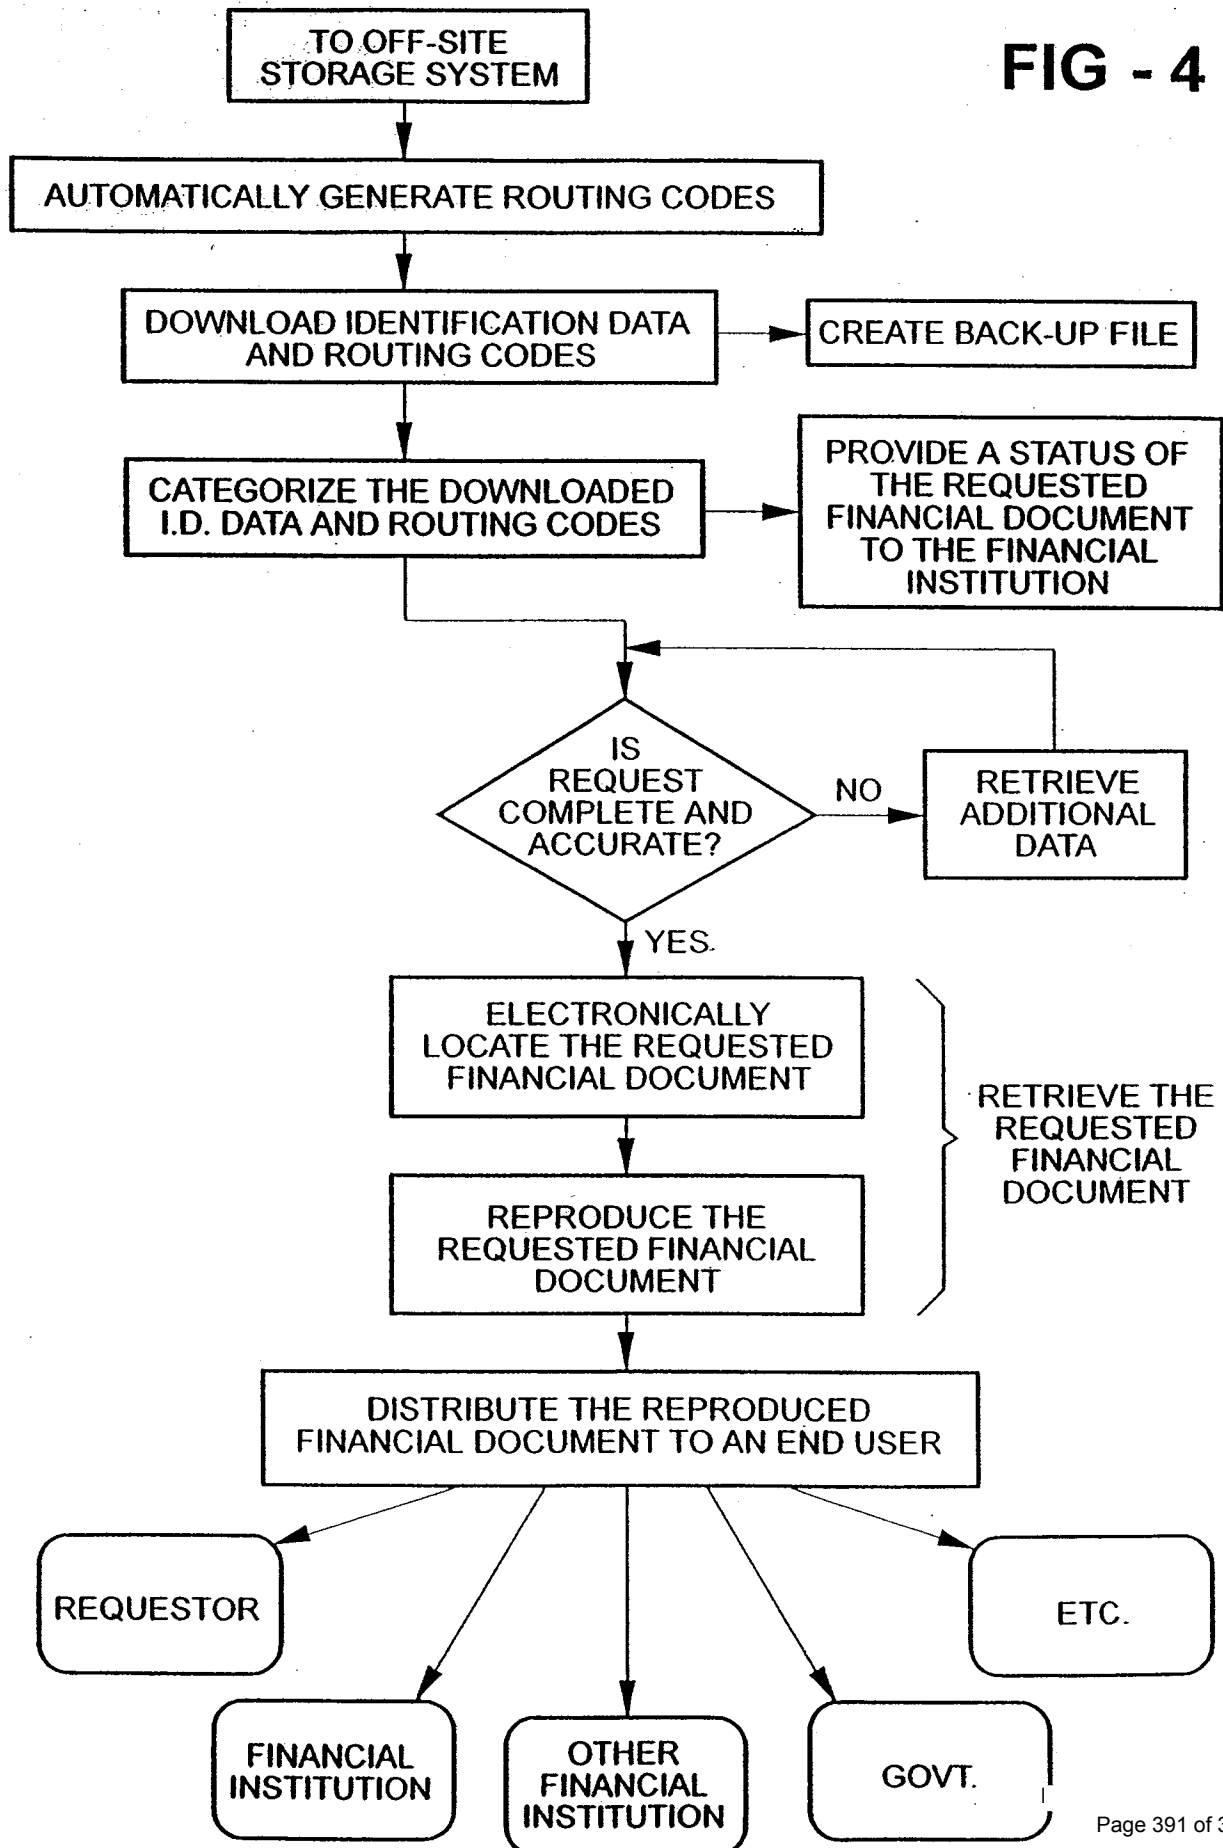 TO OFF-SITE
STORAGE SYSTEM
FIG - 4
AUTOMATICALLY GENERATE ROUTING CODES
DOWNLOAD IDENTIFICATION DATA
AND ROUTING CODES
CREATE BACK-UP FILE
CATEGORIZE THE DOWNLOADED
I.D. DATA AND ROUTING CODES
PROVIDE A STATUS OF
THE REQUESTED
FINANCIAL DOCUMENT
TO THE FINANCIAL
INSTITUTION
IS
REQUEST
COMPLETE AND
ACCURATE?
NO
RETRIEVE
ADDITIONAL
DATA
YES
ELECTRONICALLY
LOCATE THE REQUESTED
FINANCIAL DOCUMENT
REPRODUCE THE
REQUESTED FINANCIAL
DOCUMENT
RETRIEVE THE
REQUESTED
FINANCIAL
DOCUMENT
DISTRIBUTE THE REPRODUCED
FINANCIAL DOCUMENT TO AN END USER
REQUESTOR
FINANCIAL
INSTITUTION
OTHER
FINANCIAL
INSTITUTION
GOVT.
ETC.
Page 391 of 3